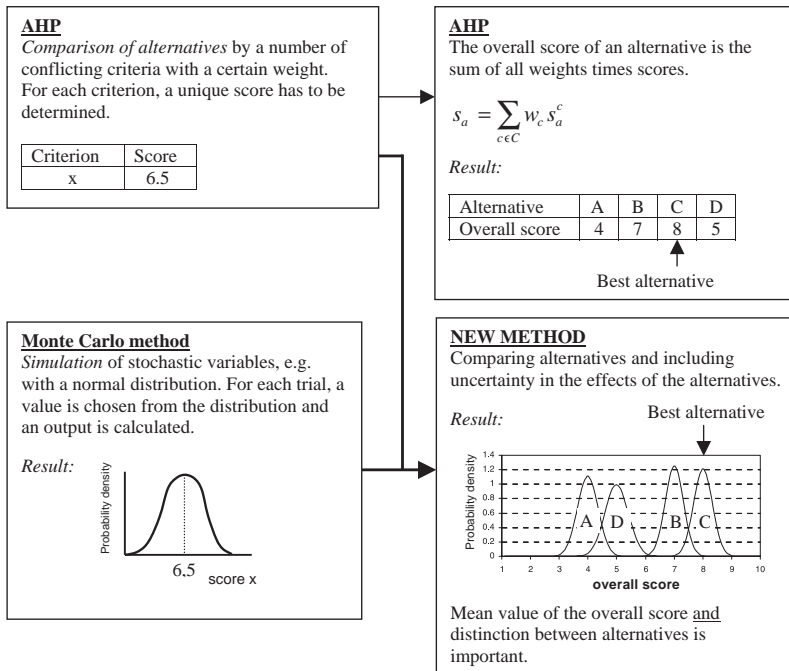 AHP
Comparison of alternatives by a number of
conflicting criteria with a certain weight.
For each criterion, a unique score has to be
determined.
Criterion Score
x 6.5
AHP
The overall score of an alternative is the
sum of all weights times scores.
s_a = ∑_{cϵC} w_c s_a^c
Result:
Alternative A B C D
Overall score 4 7 8 5
Best alternative
Monte Carlo method
Simulation of stochastic variables, e.g.
with a normal distribution. For each trial, a
value is chosen from the distribution and
an output is calculated.
Result:
Probability density
6.5
score x
NEW METHOD
Comparing alternatives and including
uncertainty in the effects of the alternatives.
Best alternative
Result:
Probability density
1.4
1.2
1
0.8
0.6
0.4
0.2
0
A D B C
1 2 3 4 5 6 7 8 9 10
overall score
Mean value of the overall score and
distinction between alternatives is
important.